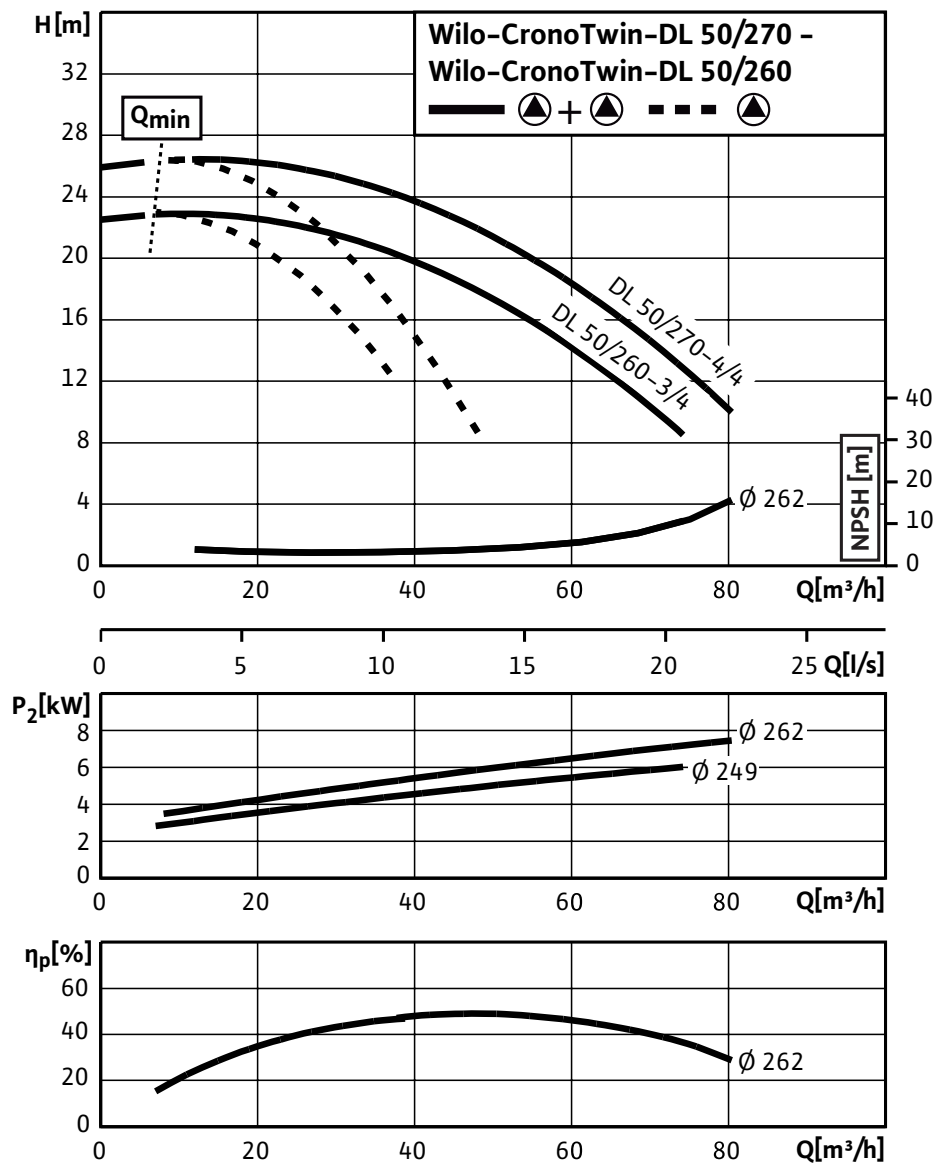 H [m]
Wilo-CronoTwin-DL 50/270 –
Wilo-CronoTwin-DL 50/260
+
32
28
24
20
16
12
8
4
0
Qmin
DL 50/270-4/4
DL 50/260-3/4
Ø 262
40
30
20
10
0
NPSH [m]
0 20 40 60 80 Q[m³/h]
0 5 10 15 20 25 Q[l/s]
P2[kW]
8
6
4
2
0
Ø 262
Ø 249
0 20 40 60 80 Q[m³/h]
ηp[%]
60
40
20
0
Ø 262
0 20 40 60 80 Q[m³/h]